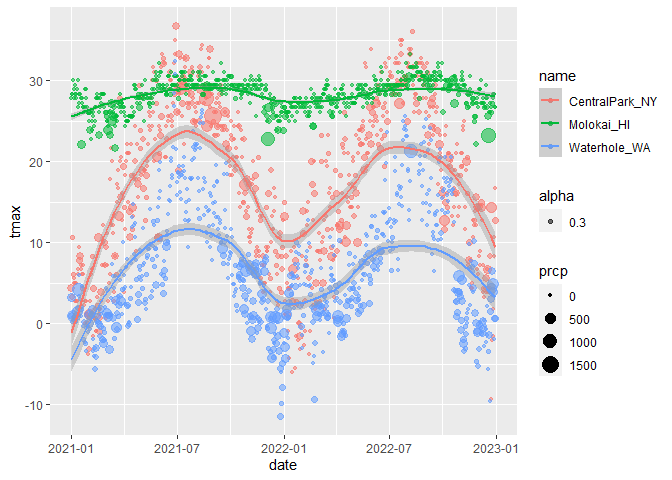 tmax
30
20
10
0
-10
2021-01
2021-07
2022-01
2022-07
2023-01
date
name
CentralPark_NY
Molokai_HI
Waterhole_WA
alpha
0.3
prcp
0
500
1000
1500